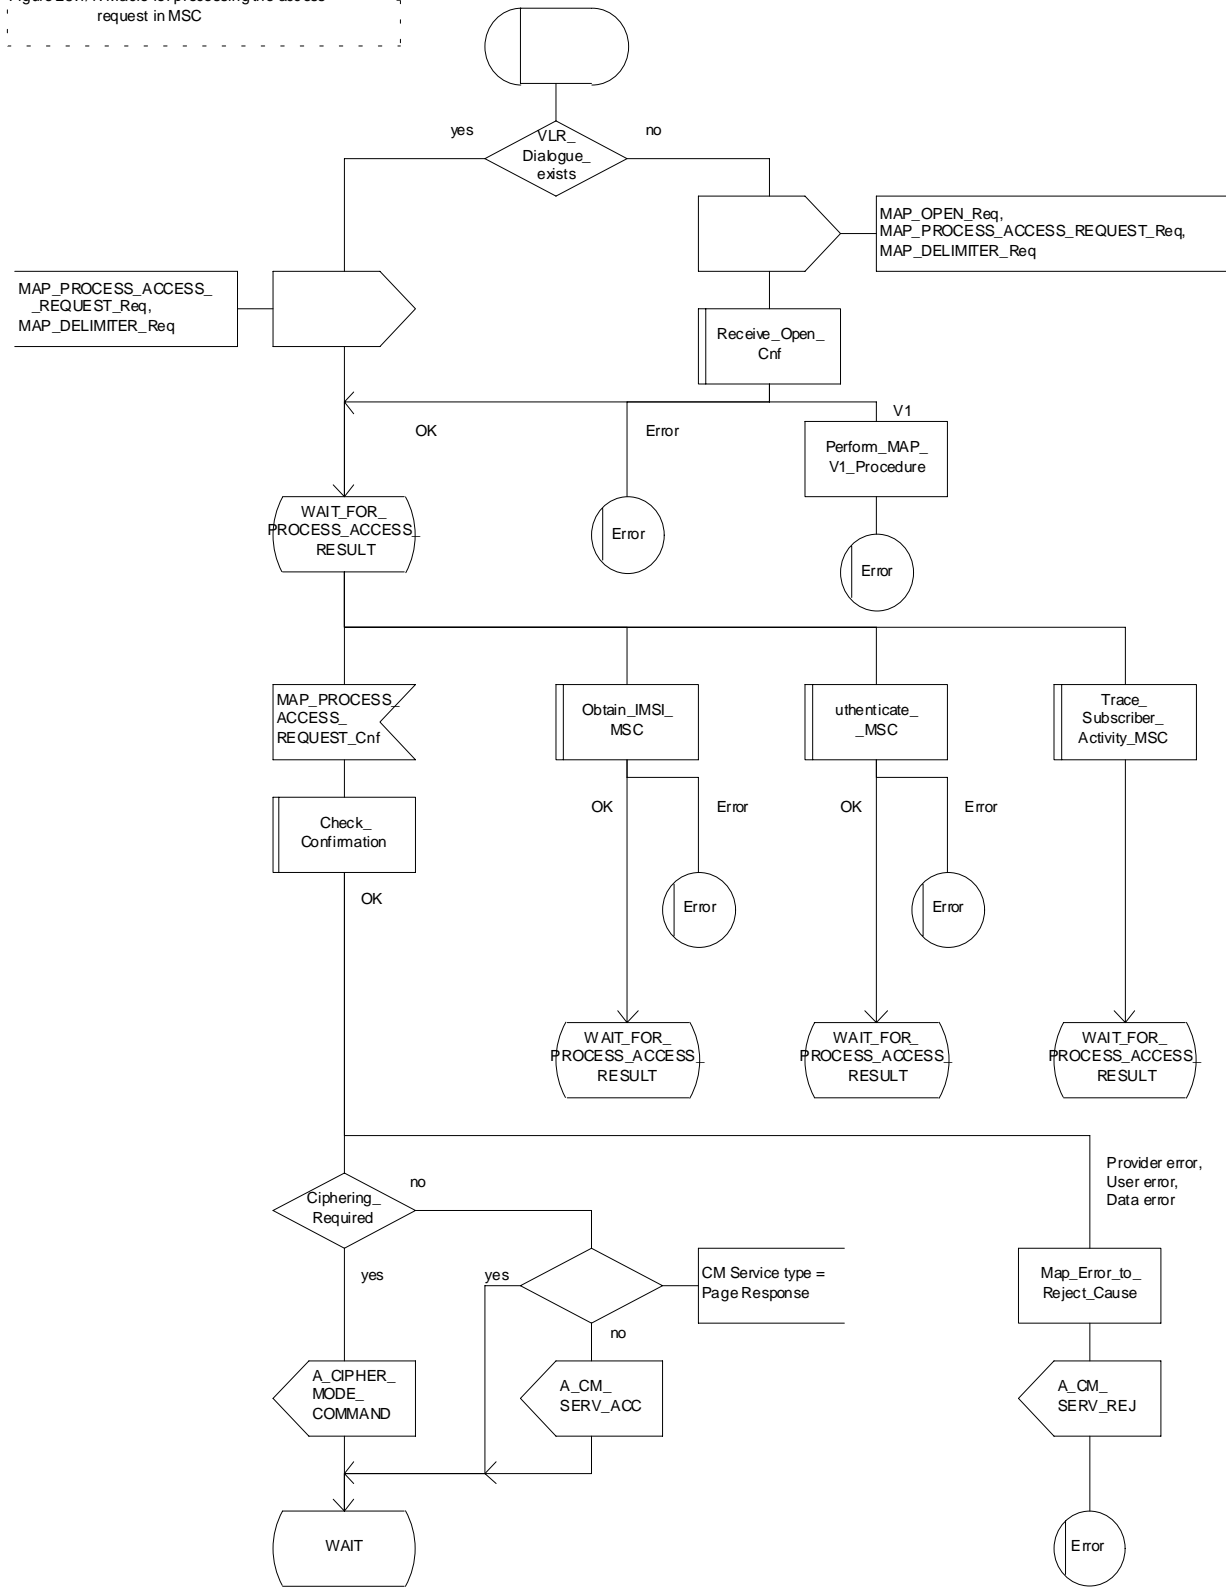 request in MSC
yes
no
VLR_
Dialogue_
exists
MAP_OPEN_Req,
MAP_PROCESS_ACCESS_REQUEST_Req,
MAP_DELIMITER_Req
MAP_PROCESS_ACCESS_
_REQUEST_Req,
MAP_DELIMITER_Req
Receive_Open_
Cnf
OK
Error
V1
Perform_MAP_
V1_Procedure
WAIT_FOR_
PROCESS_ACCESS_
RESULT
Error
Error
MAP_PROCESS_
ACCESS_
REQUEST_Cnf
Obtain_IMSI_
MSC
uthenticate_
_MSC
Trace_
Subscriber_
Activity_MSC
Check_
Confirmation
OK
Error
OK
Error
OK
Error
Error
WAIT_FOR_
PROCESS_ACCESS_
RESULT
WAIT_FOR_
PROCESS_ACCESS_
RESULT
WAIT_FOR_
PROCESS_ACCESS_
RESULT
Provider error,
User error,
Data error
Ciphering_
Required
no
yes
yes
CM Service type =
Page Response
no
Map_Error_to_
Reject_Cause
A_CIPHER_
MODE_
COMMAND
A_CM_
SERV_ACC
A_CM_
SERV_REJ
WAIT
Error